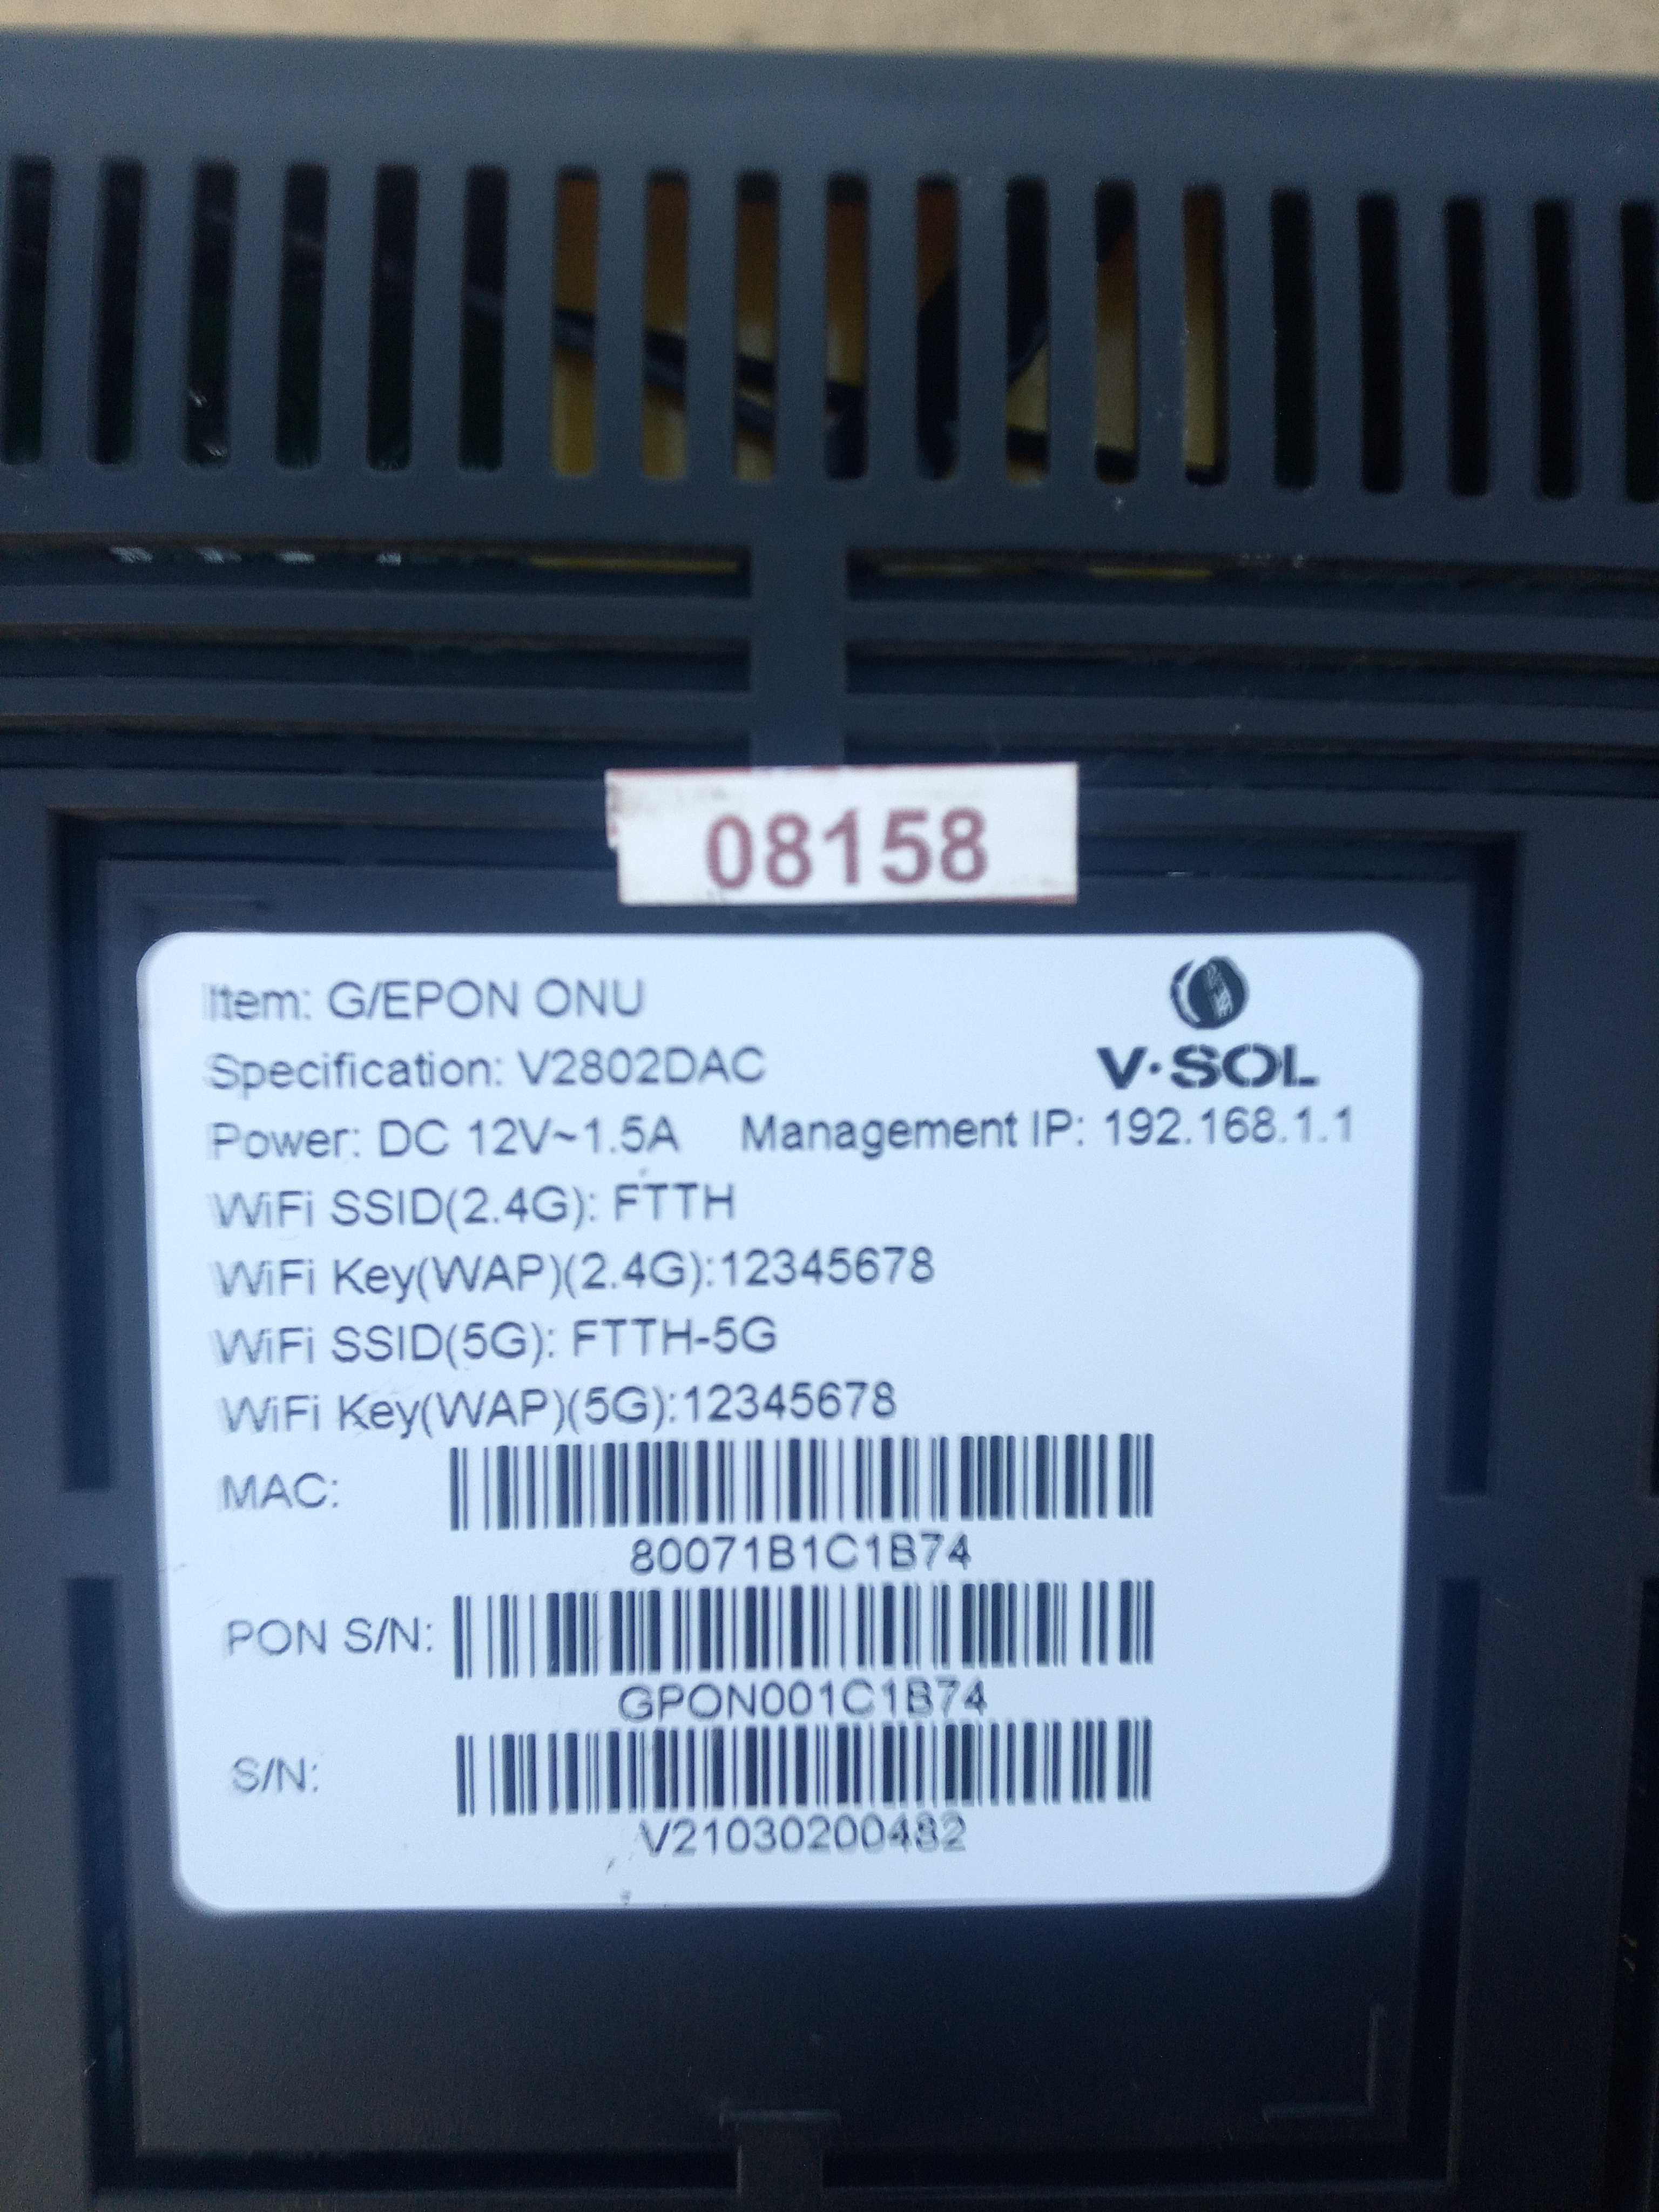 08158
Item: G/EPON ONU
V·SOL
Specification: V2802DAC
Power: DC 12V~1.5A Management IP: 192.168.1.1
WiFi SSID(2.4G): FTTH
WiFi Key(WAP)(2.4G):12345678
WiFi SSID(5G): FTTH-5G
WiFi Key(WAP)(5G):12345678
MAC:
80071B1C1B74
PON S/N:
GPON001C1B74
S/N:
V21030200482